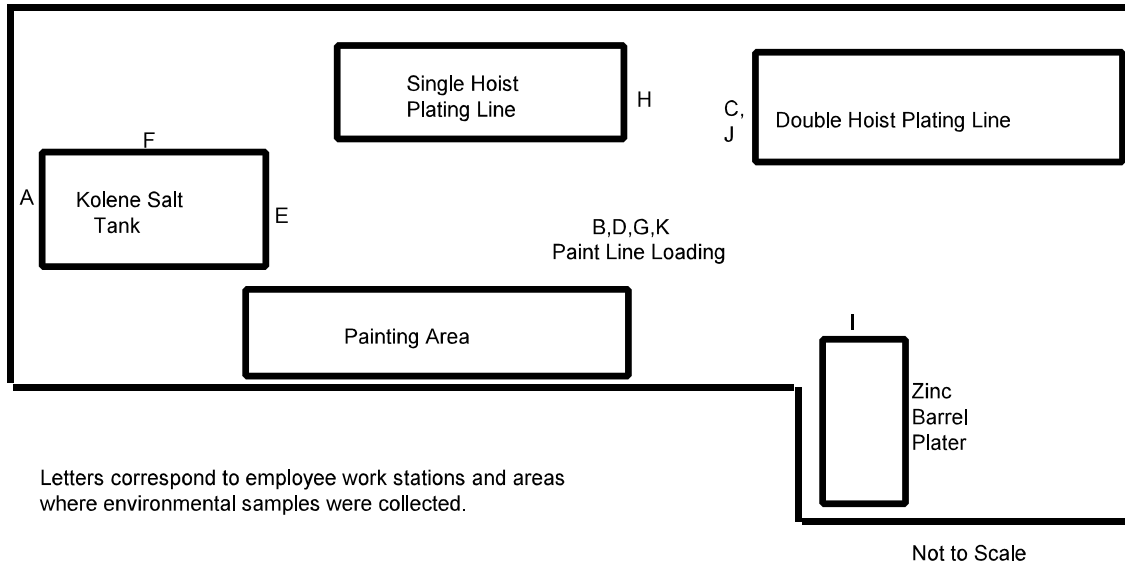 Single Hoist
Plating Line
H
C,
J
Double Hoist Plating Line
F
A
Kolene Salt
Tank
E
B,D,G,K
Paint Line Loading
Painting Area
I
Zinc
Barrel
Plater
Letters correspond to employee work stations and areas
where environmental samples were collected.
Not to Scale